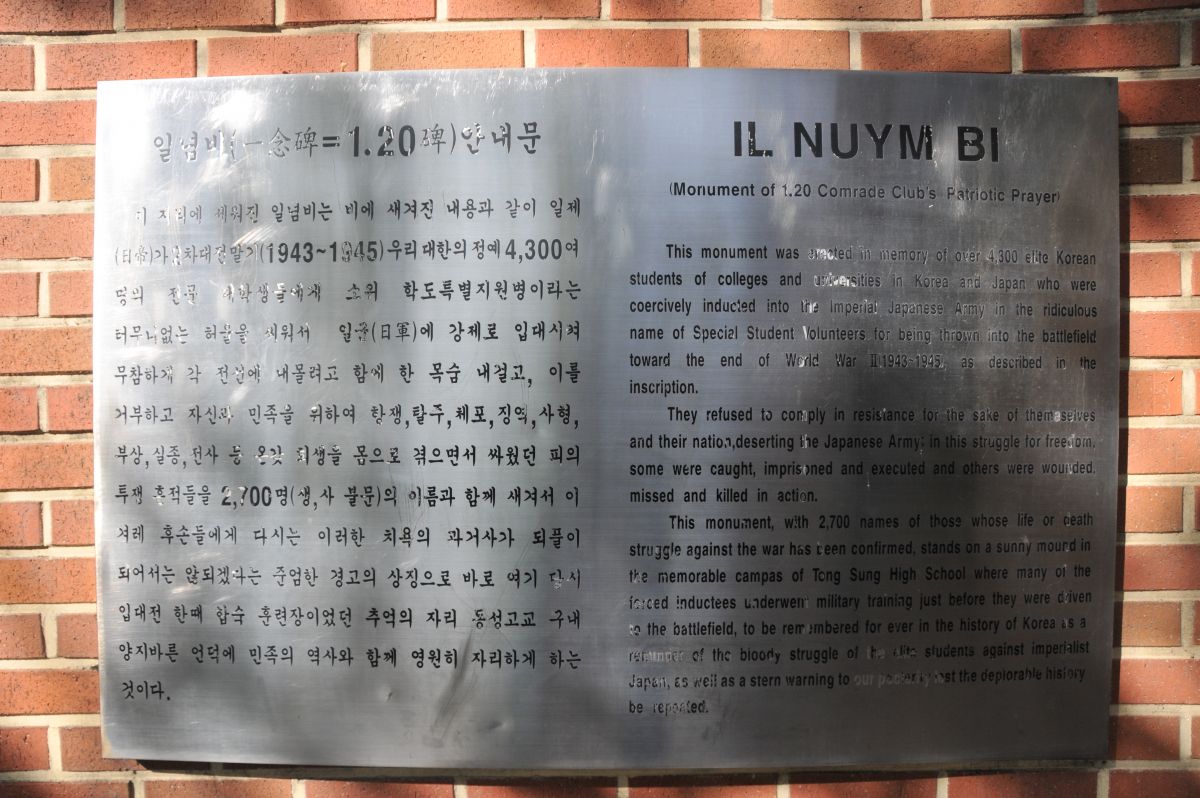 일념비(一念碑=1.20碑)안내문
이 자리에 세워진 일념비는 비에 새겨진 내용과 같이 일제
(日帝)가 차대전말기(1943~1945)우리대한의정예4,300여
명의 전문 대학생들에게 소위 학도특별지원병이라는
터무니없는 허울을 씌워서 일군(日軍)에 강제로 입대시켜
무참하게 각 전선에 내몰려고 함에 한 목숨 내걸고, 이를
거부하고 자신과 민족을 위하여 항쟁,탈주,체포,징역,사형,
부상,실종,전사 등 온갖 희생을 몸으로 겪으면서 싸웠던 피의
투쟁 흔적들을 2,700명(생,사 불문)의 이름과 함께 새겨서 이
겨레 후손들에게 다시는 이러한 치욕의 과거사가 되풀이
되어서는 않되겠다는 준엄한 경고의 상징으로 바로 여기 당시
입대전 한때 합숙 훈련장이었던 추억의 자리 동성고교 구내
양지바른 언덕에 민족의 역사와 함께 영원히 자리하게 하는
것이다.
IL NUYM BI
(Monument of 1.20 Comrade Club's Patriotic Prayer)
This monument was erected in memory of over 4,300 elite Korean
students of colleges and universities in Korea and Japan who were
coercively inducted into the Imperial Japanese Army in the ridiculous
name of Special Student Volunteers for being thrown into the battlefield
toward the end of World War II(1943~1945), as described in the
inscription.
They refused to comply in resistance for the sake of themselves
and their nation,deserting the Japanese Army; in this struggle for freedom,
some were caught, imprisoned and executed and others were wounded,
missed and killed in action.
This monument, with 2,700 names of those whose life or death
struggle against the war has been confirmed, stands on a sunny mound in
the memorable campas of Tong Sung High School where many of the
forced inductees underwent military training just before they were driven
to the battlefield, to be remembered for ever in the history of Korea as a
reminder of the bloody struggle of the elite students against imperialist
Japan, as well as a stern warning to our posterity lest the deplorable history
be repeated.